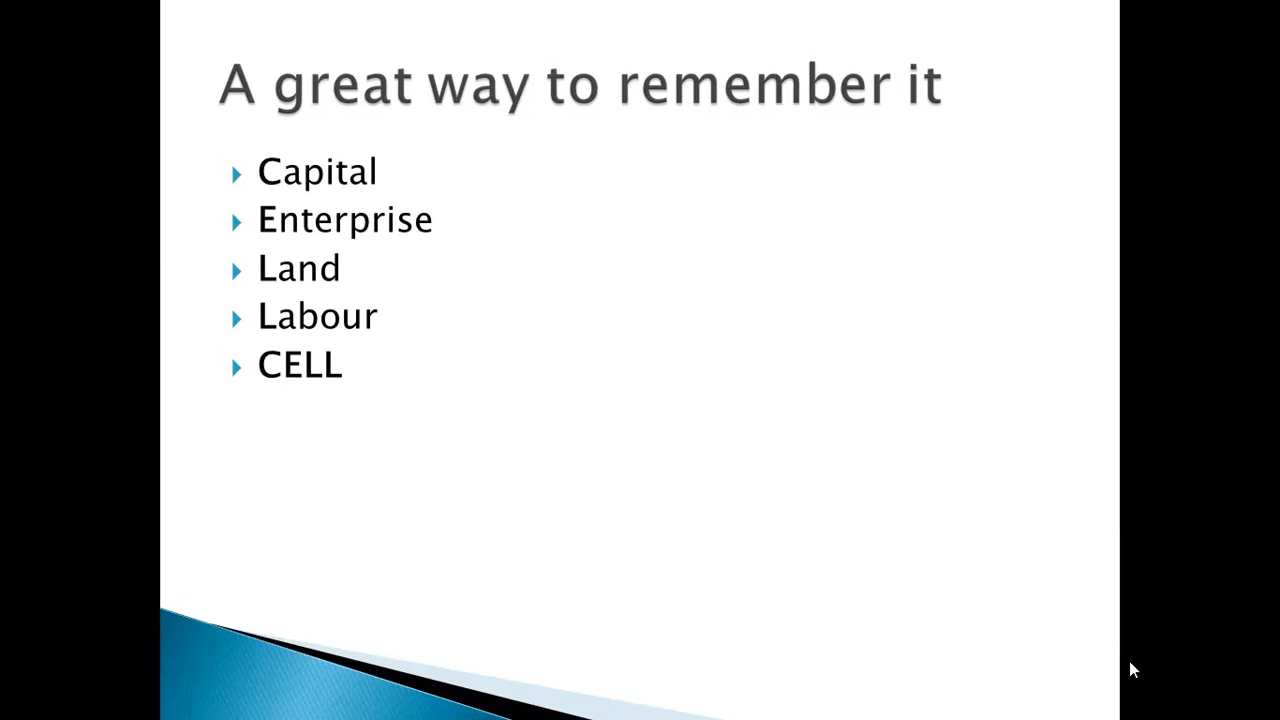 A great way to remember it
Capital
Enterprise
Land
Labour
CELL